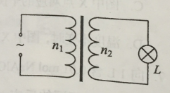 ~ n₁ n₂ L